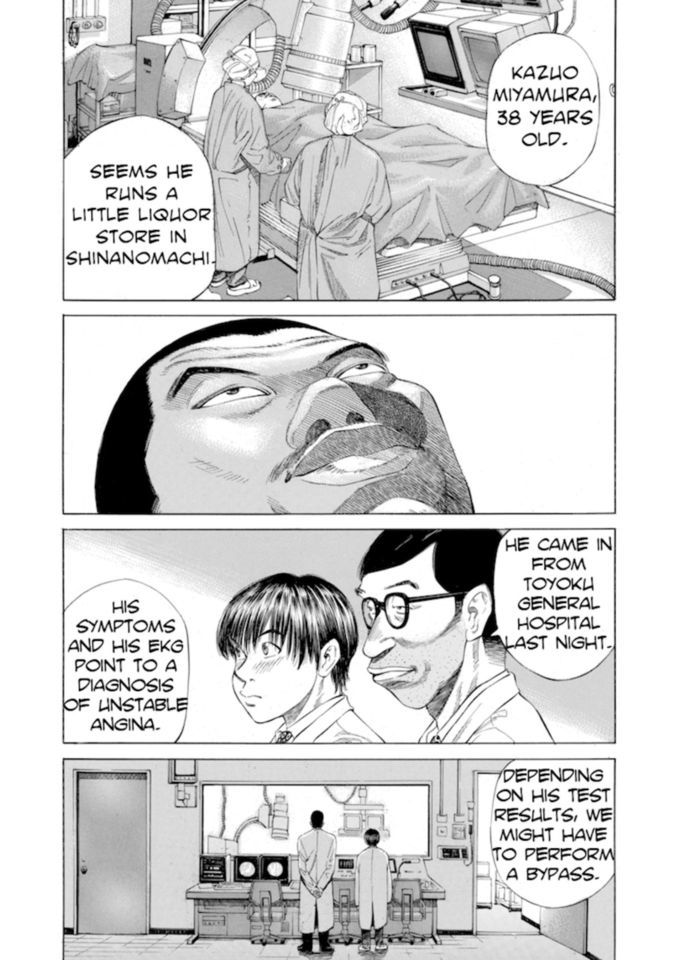 KAZUO
MIYAMURA,
38 YEARS
OLD.
SEEMS HE
RUNS A
LITTLE LIQUOR
STORE IN
SHINANOMACHI.
HE CAME IN
FROM
TOYOKU
GENERAL
HOSPITAL
LAST NIGHT.
HIS
SYMPTOMS
AND HIS EKG
POINT TO A
DIAGNOSIS
OF UNSTABLE
ANGINA.
DEPENDING
ON HIS TEST
RESULTS, WE
MIGHT HAVE
TO PERFORM
A BYPASS.